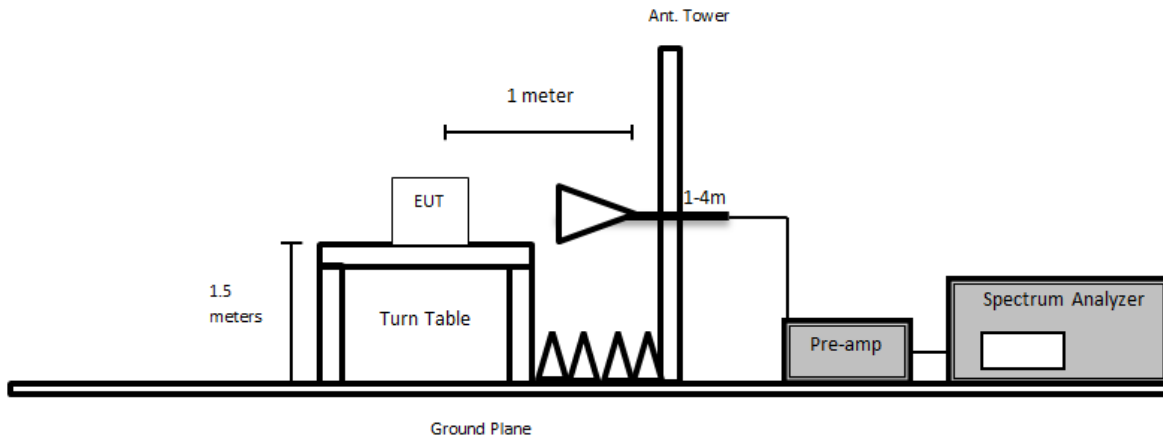 Ant. Tower
1 meter
EUT
1-4m
1.5
meters
Turn Table
Spectrum Analyzer
Pre-amp
Ground Plane